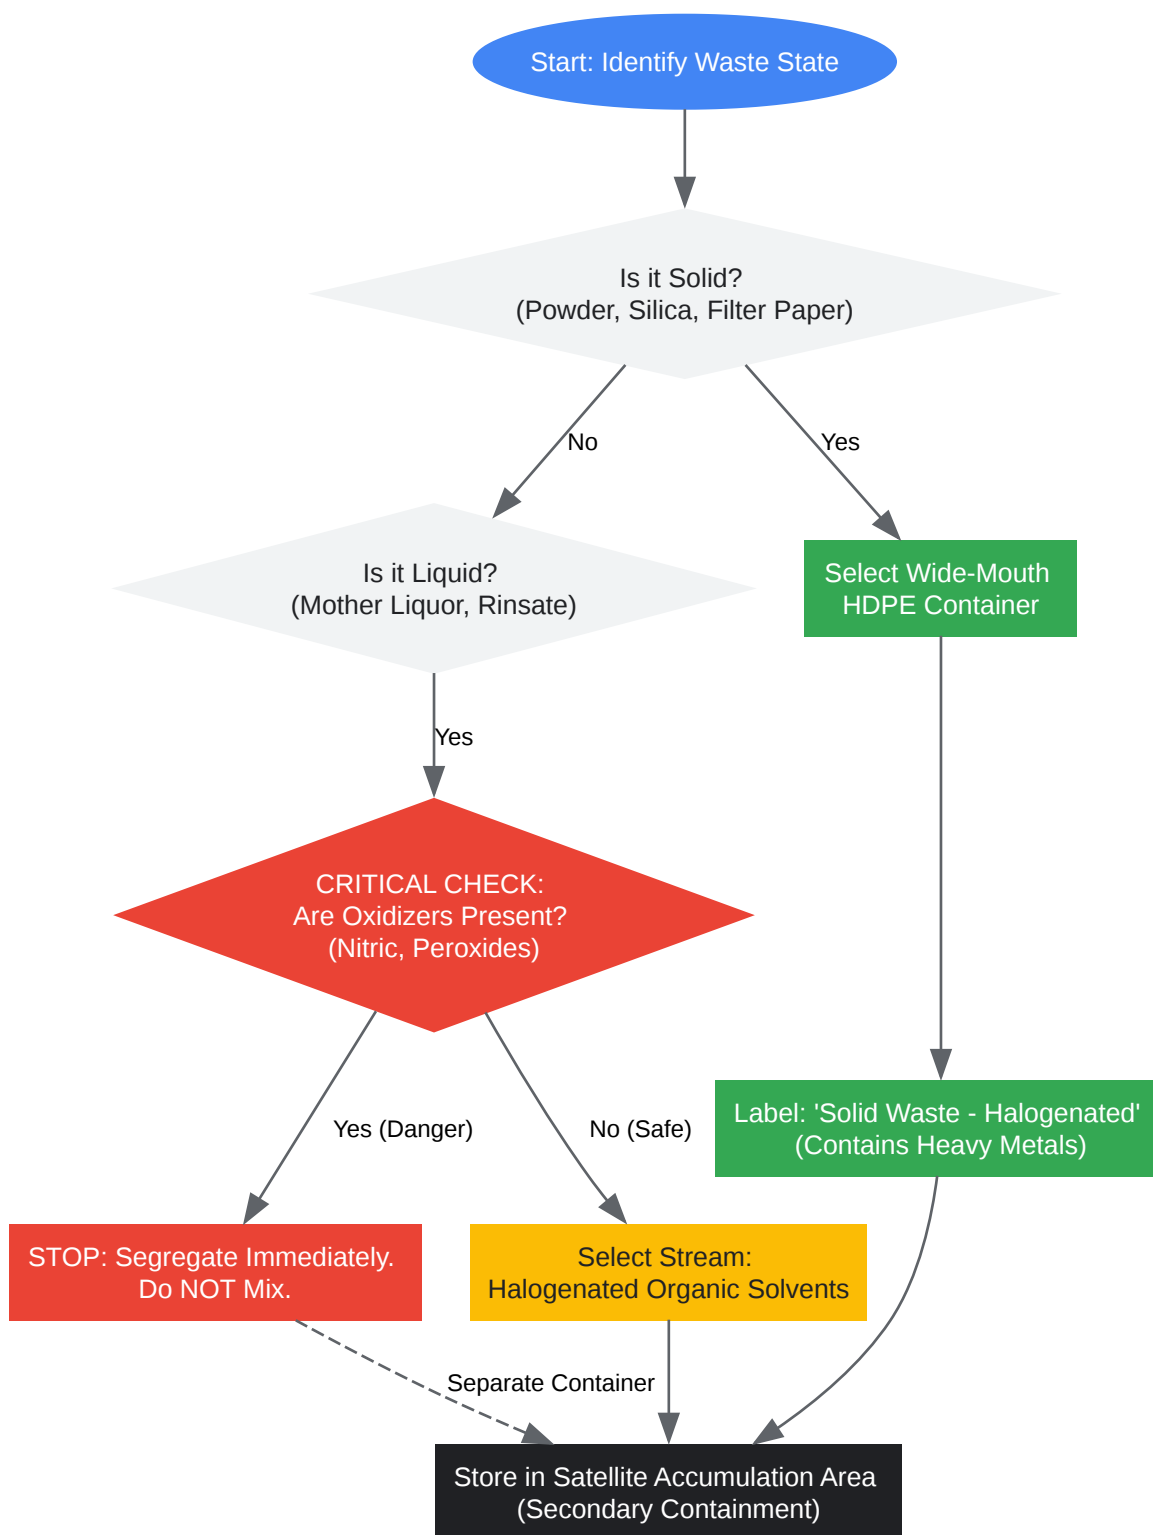 Start: Identify Waste State
Is it Solid?
(Powder, Silica, Filter Paper)
No
Yes
Is it Liquid?
(Mother Liquor, Rinsate)
Select Wide-Mouth
HDPE Container
Yes
CRITICAL CHECK:
Are Oxidizers Present?
(Nitric, Peroxides)
Yes (Danger)
No (Safe)
Label: 'Solid Waste - Halogenated'
(Contains Heavy Metals)
STOP: Segregate Immediately.
Do NOT Mix.
Select Stream:
Halogenated Organic Solvents
Separate Container
Store in Satellite Accumulation Area
(Secondary Containment)